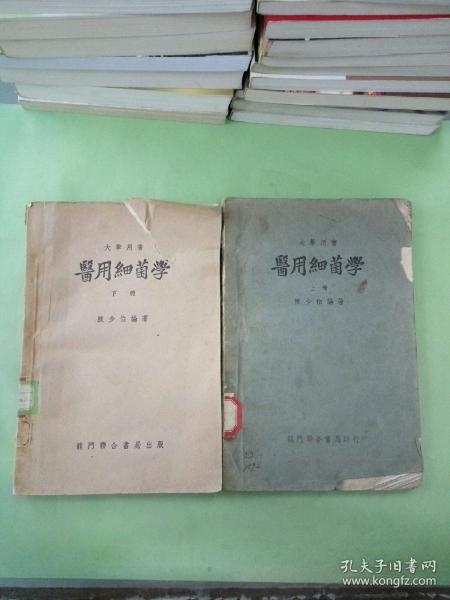 大學用書
醫用細菌學
下冊
陳少伯編著
龍門聯合書局出版
大學用書
醫用細菌學
上冊
陳少伯編著
龍門聯合書局印行
孔夫子旧书网
www.kongfz.com